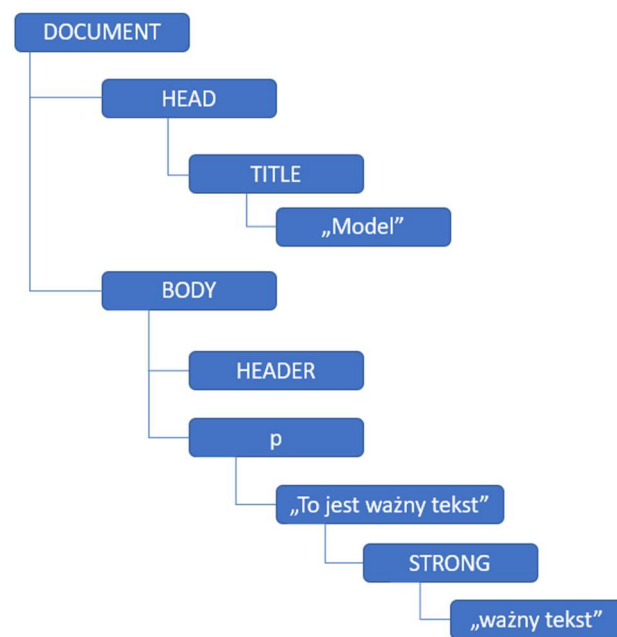 DOCUMENT
HEAD
TITLE
„Model”
BODY
HEADER
p
„To jest ważny tekst”
STRONG
„ważny tekst”